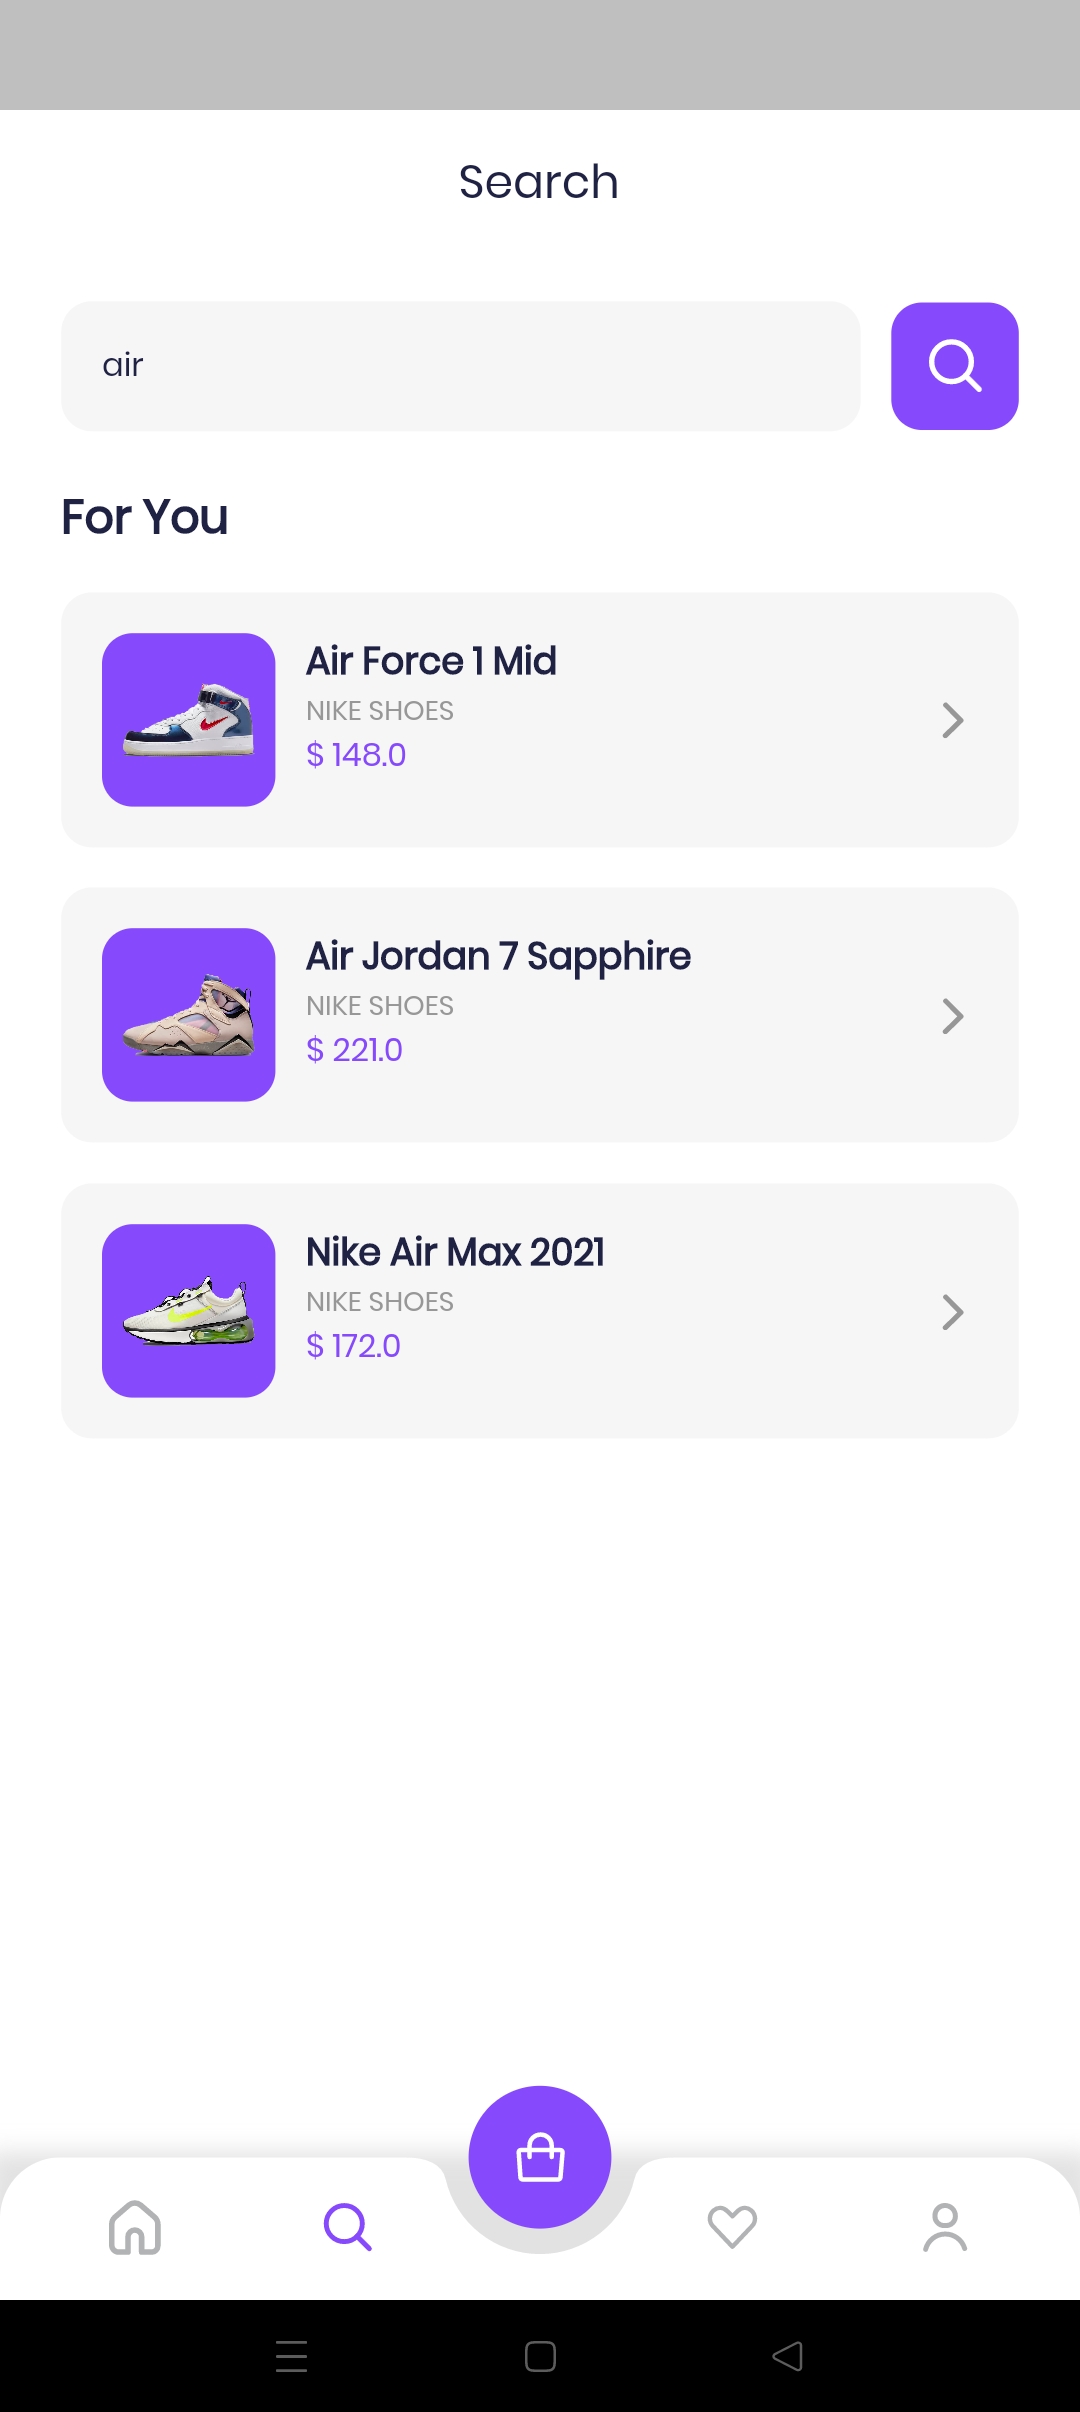 Search
air
For You
Air Force 1 Mid
NIKE SHOES
$ 148.0
Air Jordan 7 Sapphire
NIKE SHOES
$ 221.0
Nike Air Max 2021
NIKE SHOES
$ 172.0